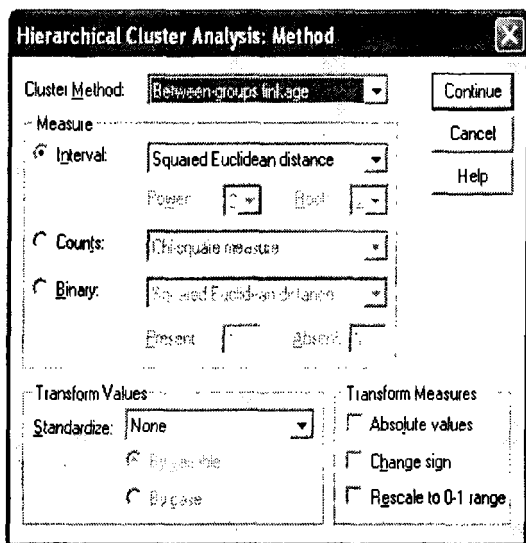 Hierarchical Cluster Analysis: Method
Cluster Method: Between-groups linkage
Continue
Measure
Cancel
Interval: Squared Euclidean distance
Help
Power: Root:
Counts: Chi-square measure
Binary: Squared Euclidean distance
Present Absent
Transform Values
Standardize: None
By variable
By case
Transform Measures
Absolute values
Change sign
Rescale to 0-1 range